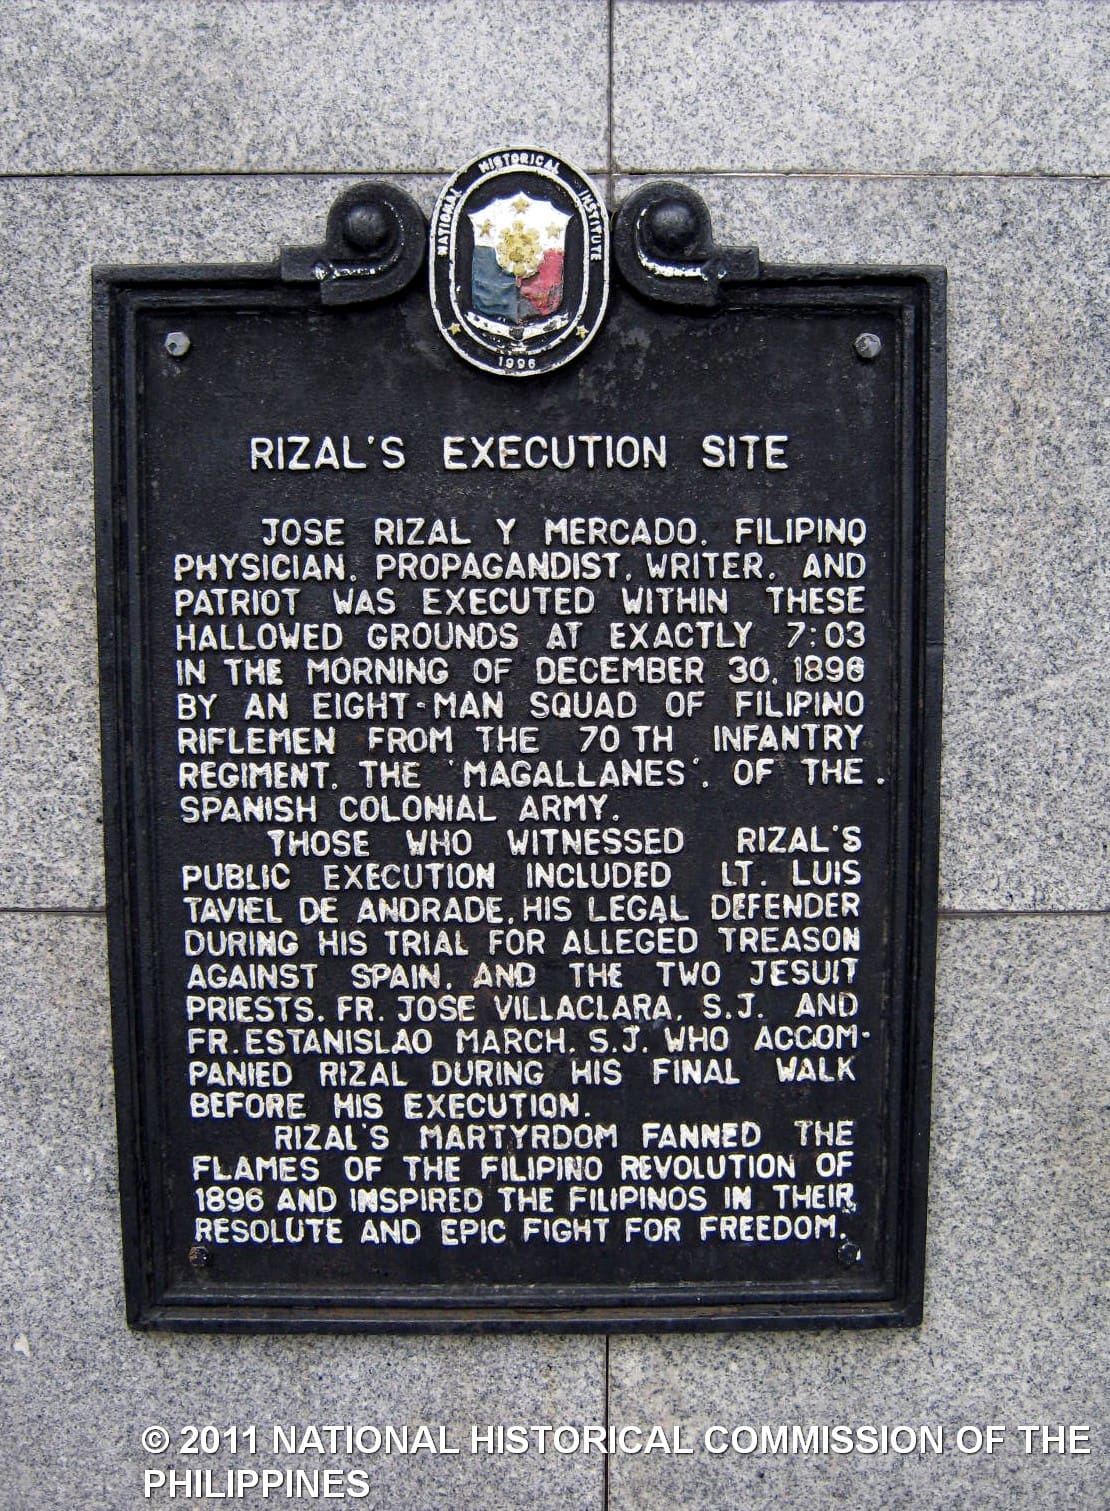 NATIONAL HISTORICAL INSTITUTE
1996
RIZAL'S EXECUTION SITE
JOSE RIZAL Y MERCADO, FILIPINO
PHYSICIAN, PROPAGANDIST, WRITER, AND
PATRIOT WAS EXECUTED WITHIN THESE
HALLOWED GROUNDS AT EXACTLY 7:03
IN THE MORNING OF DECEMBER 30, 1896
BY AN EIGHT-MAN SQUAD OF FILIPINO
RIFLEMEN FROM THE 70TH INFANTRY
REGIMENT, THE 'MAGALLANES', OF THE
SPANISH COLONIAL ARMY.
THOSE WHO WITNESSED RIZAL'S
PUBLIC EXECUTION INCLUDED LT. LUIS
TAVIEL DE ANDRADE, HIS LEGAL DEFENDER
DURING HIS TRIAL FOR ALLEGED TREASON
AGAINST SPAIN, AND THE TWO JESUIT
PRIESTS, FR. JOSE VILLACLARA, S.J. AND
FR. ESTANISLAO MARCH, S.J. WHO ACCOM-
PANIED RIZAL DURING HIS FINAL WALK
BEFORE HIS EXECUTION.
RIZAL'S MARTYRDOM FANNED THE
FLAMES OF THE FILIPINO REVOLUTION OF
1896 AND INSPIRED THE FILIPINOS IN THEIR
RESOLUTE AND EPIC FIGHT FOR FREEDOM.
© 2011 NATIONAL HISTORICAL COMMISSION OF THE
PHILIPPINES